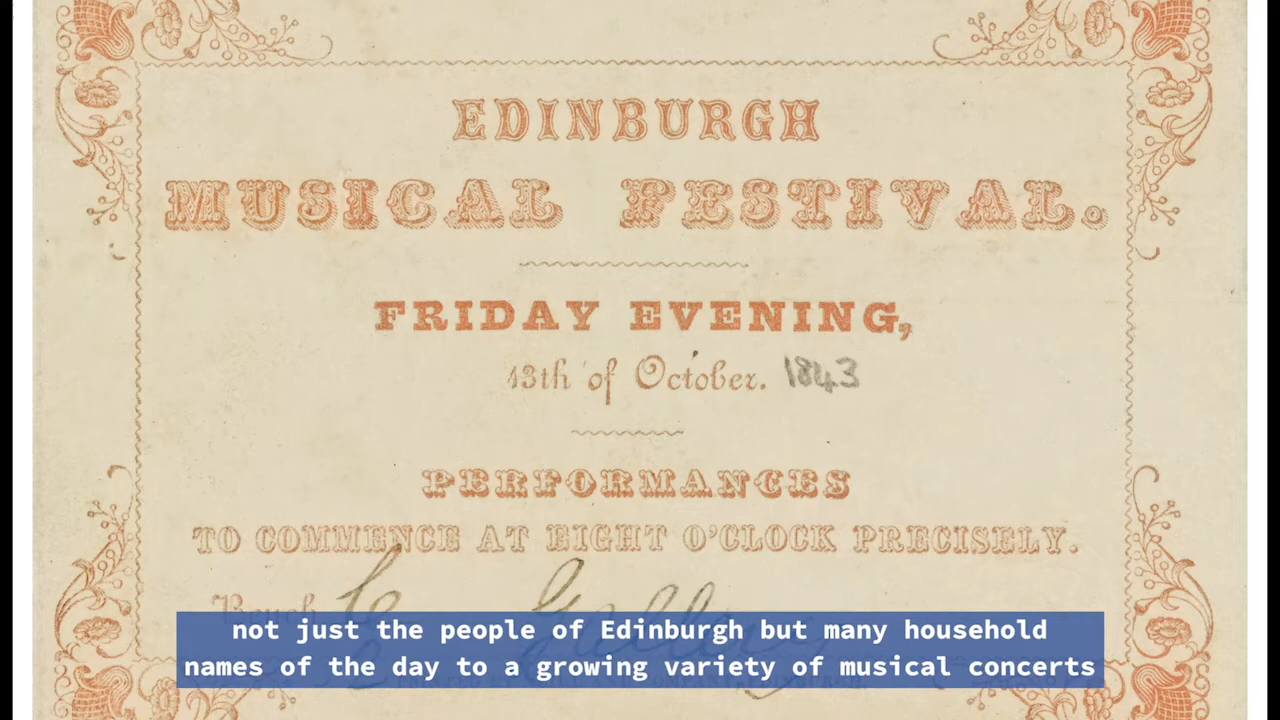 EDINBURGH
MUSICAL FESTIVAL.
FRIDAY EVENING,
13th of October. 1843
PERFORMANCES
TO COMMENCE AT EIGHT O'CLOCK PRECISELY.
Bench
not just the people of Edinburgh but many household
names of the day to a growing variety of musical concerts